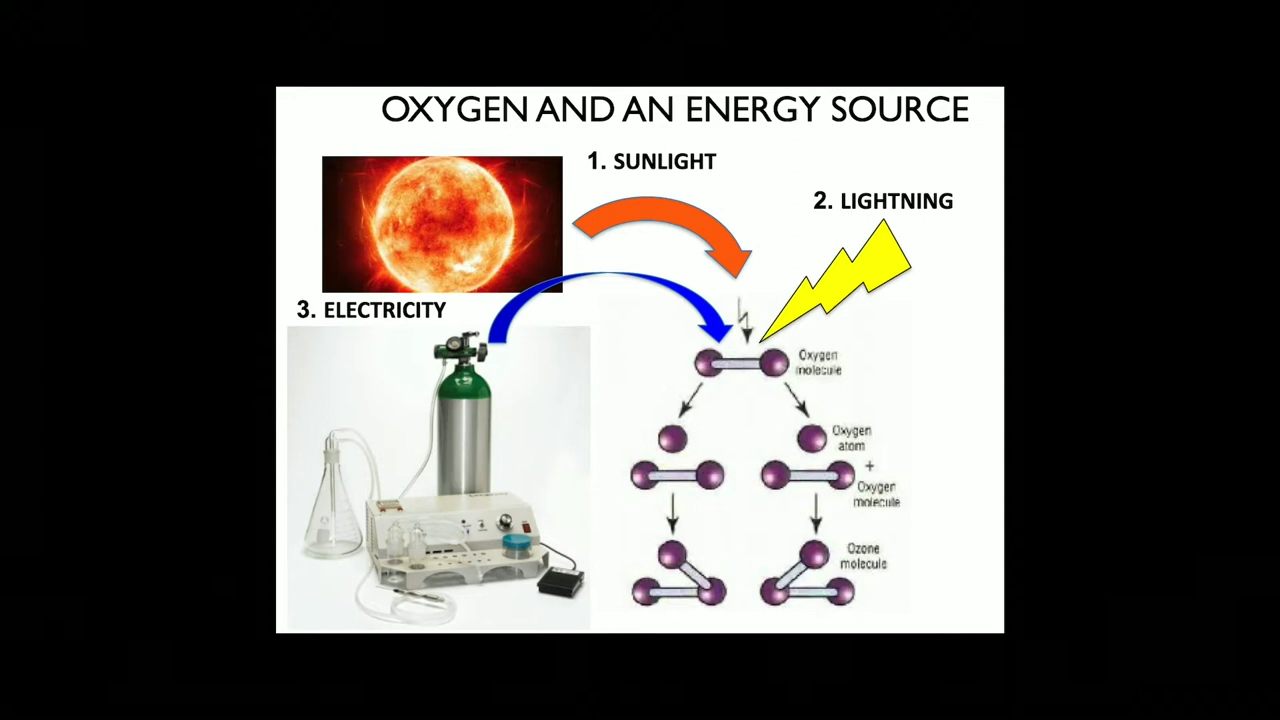 OXYGEN AND AN ENERGY SOURCE
1. SUNLIGHT
2. LIGHTNING
3. ELECTRICITY
Oxygen
molecule
Oxygen
atom
+
Oxygen
molecule
Ozone
molecule